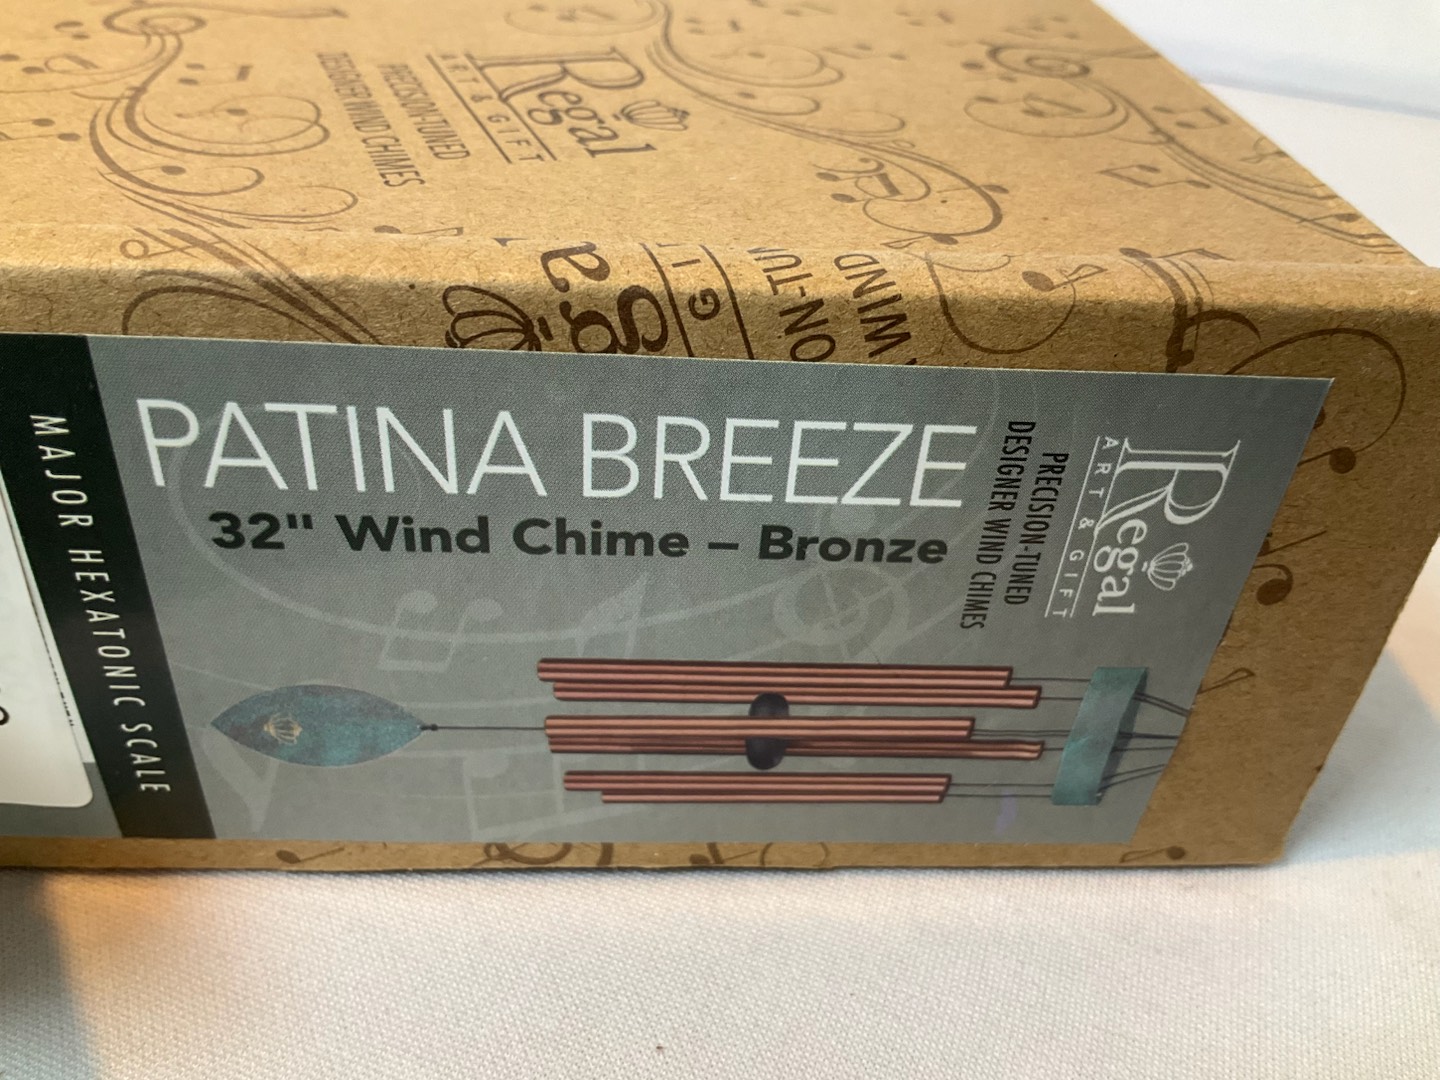 Regal
ART & GIFT
PRECISION-TUNED
DESIGNER WIND CHIMES
PATINA BREEZE
32" Wind Chime – Bronze
MAJOR HEXATONIC SCALE
Regal
ART & GIFT
PRECISION-TUNED
DESIGNER WIND CHIMES